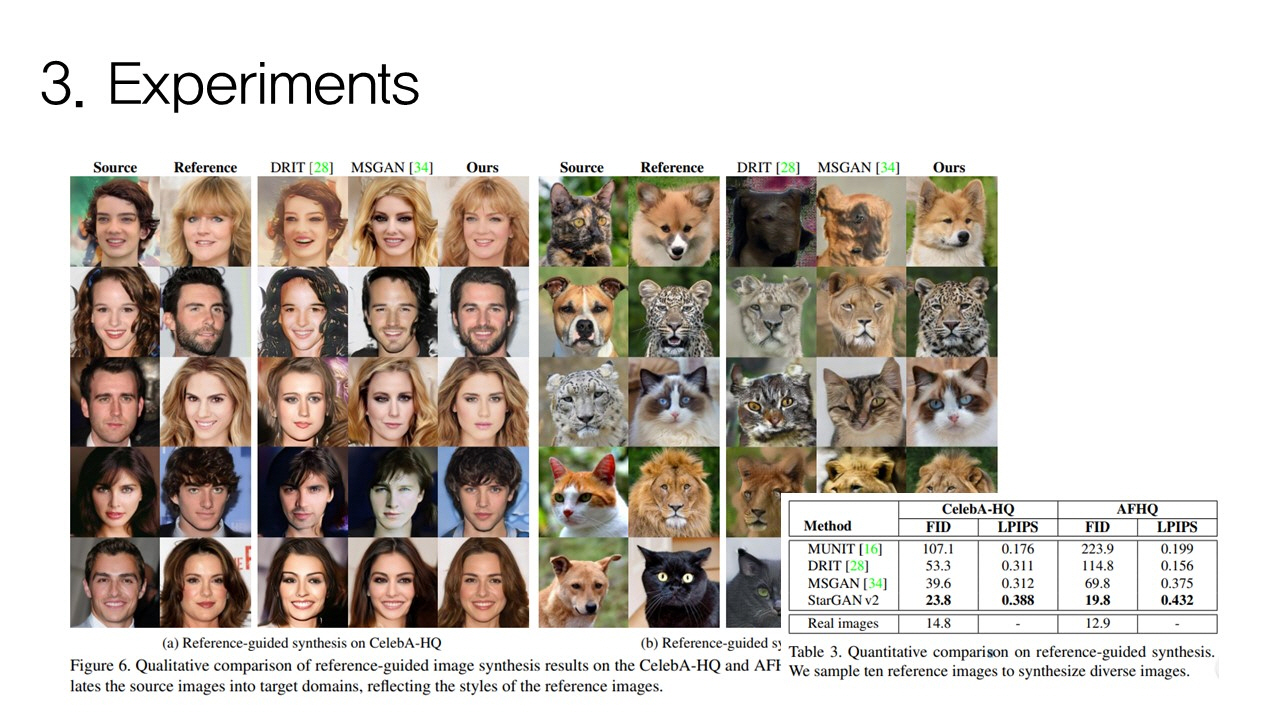 3. Experiments
Source Reference DRIT [28] MSGAN [34] Ours Source Reference DRIT [28] MSGAN [34] Ours
(a) Reference-guided synthesis on CelebA-HQ
(b) Reference-guided sy
Figure 6. Qualitative comparison of reference-guided image synthesis results on the CelebA-HQ and AFH
lates the source images into target domains, reflecting the styles of the reference images.
CelebA-HQ AFHQ
Method FID LPIPS FID LPIPS
MUNIT [16] 107.1 0.176 223.9 0.199
DRIT [28] 53.3 0.311 114.8 0.156
MSGAN [34] 39.6 0.312 69.8 0.375
StarGAN v2 23.8 0.388 19.8 0.432
Real images 14.8 - 12.9 -
Table 3. Quantitative comparison on reference-guided synthesis.
We sample ten reference images to synthesize diverse images.